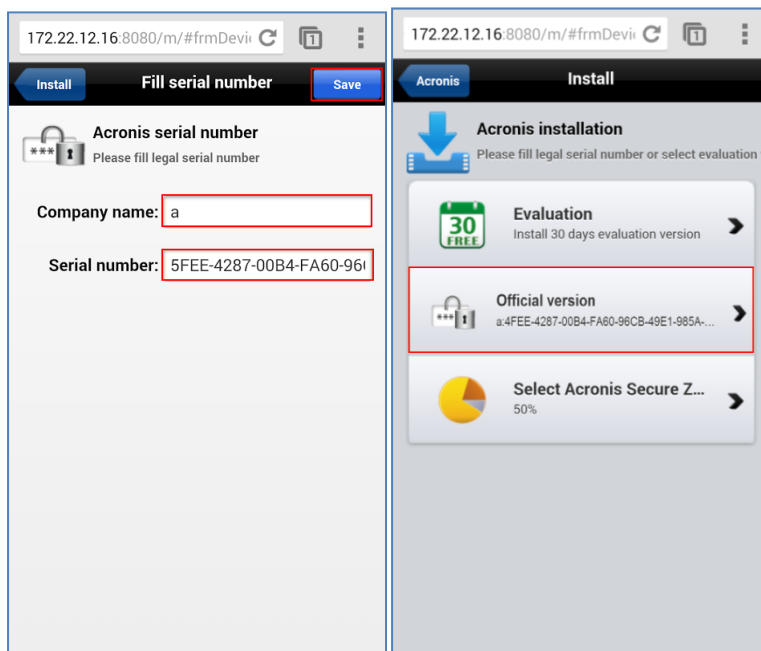 172.22.12.16:8080/m/#frmDevi
1
Install
Fill serial number
Save
Acronis serial number
***
Please fill legal serial number
Company name:
a
Serial number:
5FEE-4287-00B4-FA60-96
172.22.12.16:8080/m/#frmDevi
1
Acronis
Install
Acronis installation
Please fill legal serial number or select evaluation
30
FREE
Evaluation
Install 30 days evaluation version
***
Official version
a:4FEE-4287-00B4-FA60-96CB-49E1-985A-...
Select Acronis Secure Z...
50%